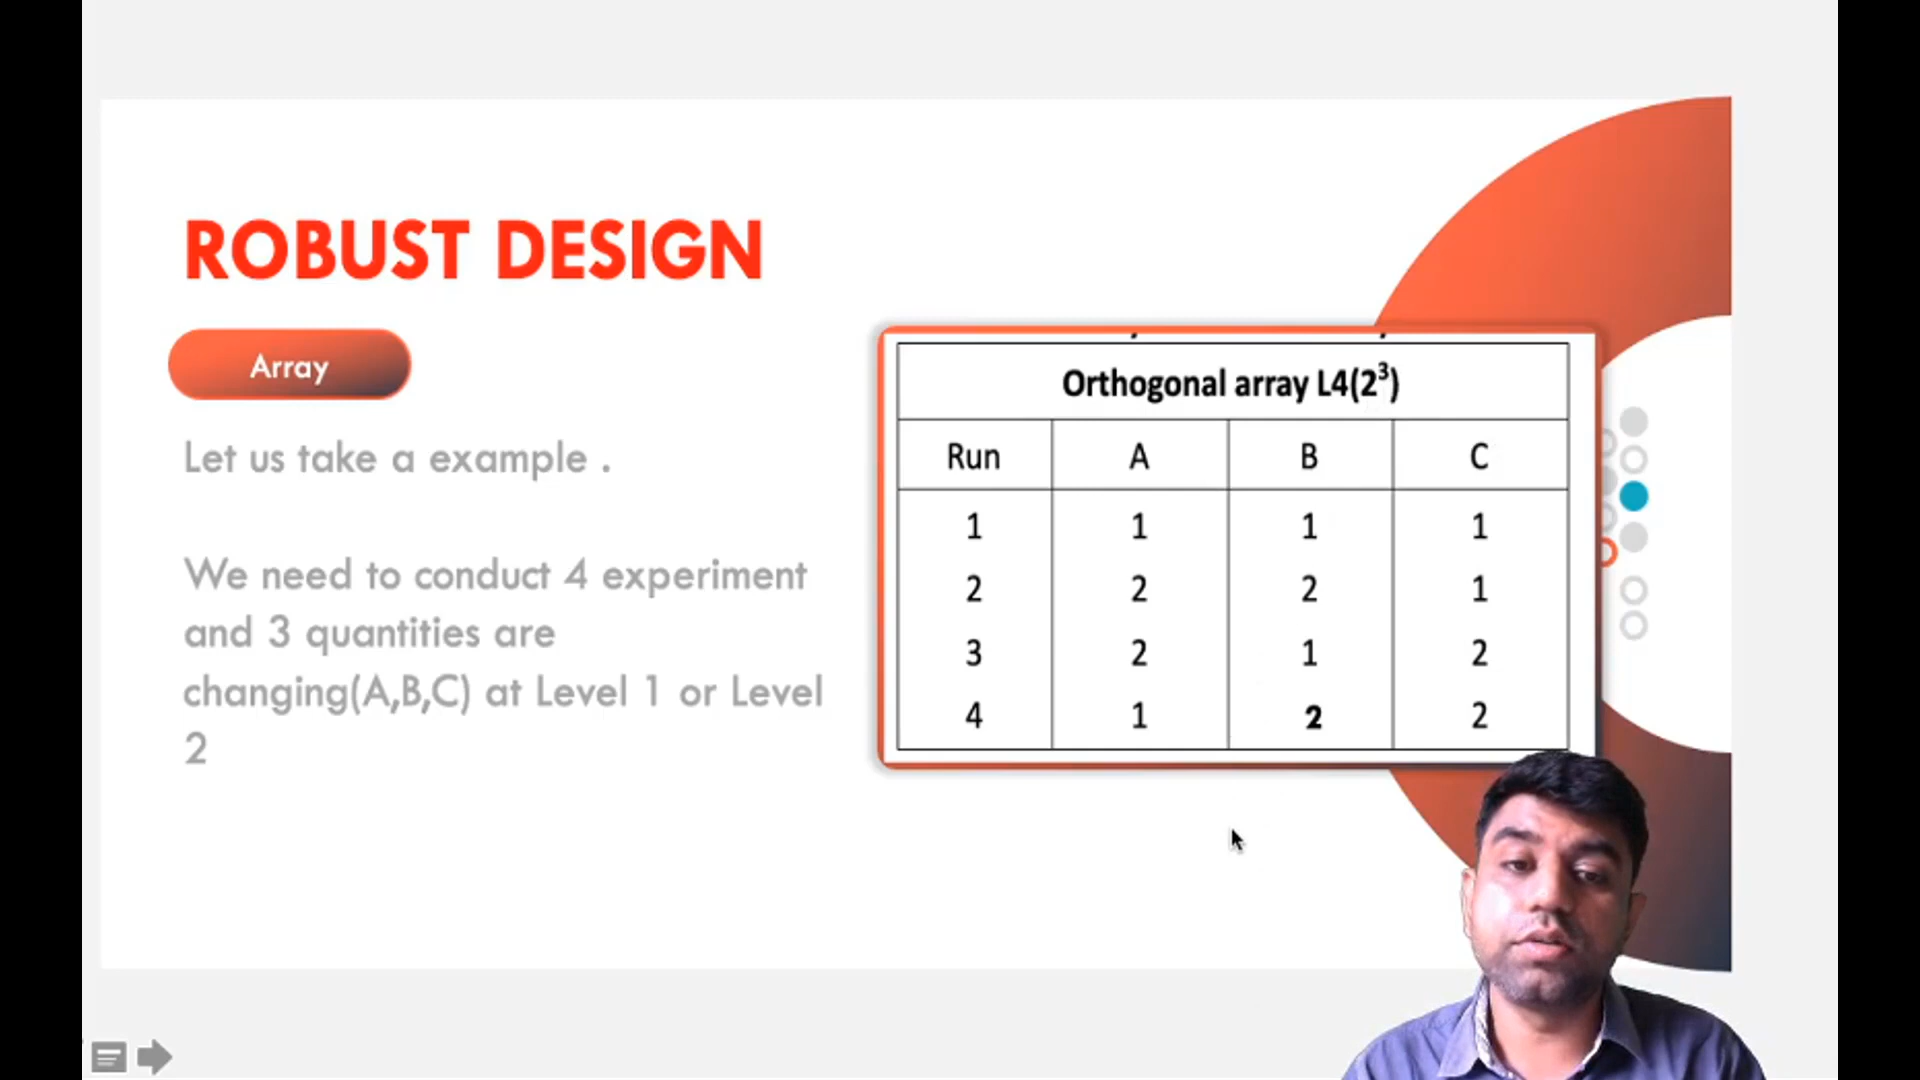 ROBUST DESIGN
Array
Let us take a example .
We need to conduct 4 experiment
and 3 quantities are
changing(A,B,C) at Level 1 or Level
2
Orthogonal array L4(2³)
Run A B C
1 1 1 1
2 2 2 1
3 2 1 2
4 1 2 2